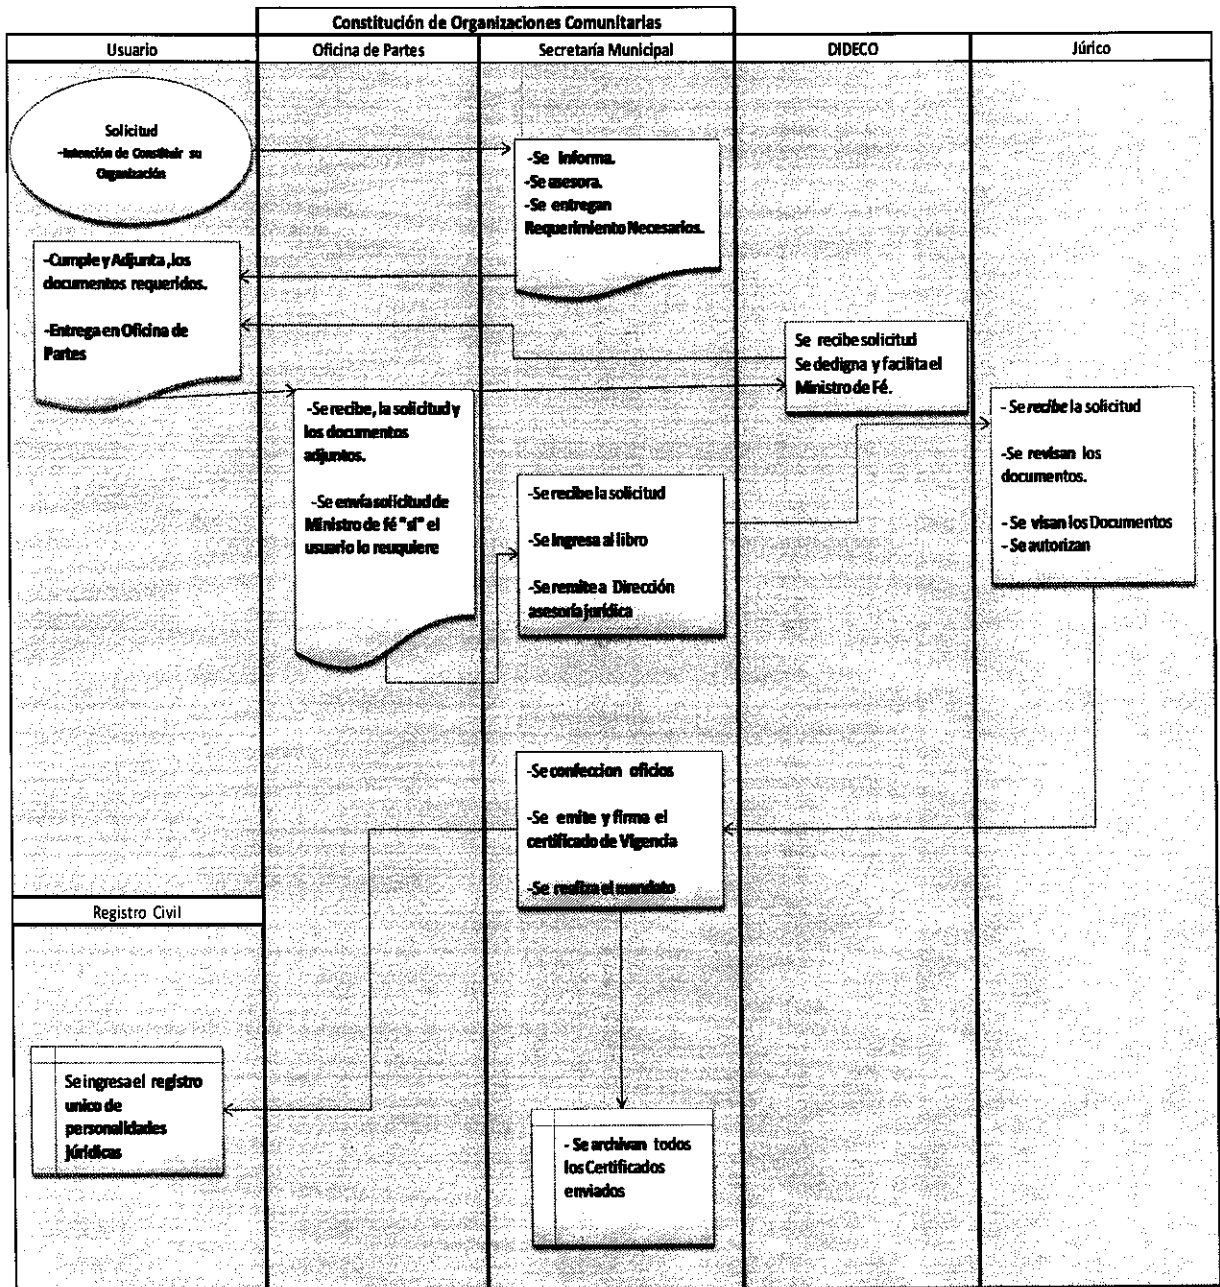 Constitución de Organizaciones Comunitarias
Usuario
Oficina de Partes
Secretaría Municipal
DIDECO
Júrico
Solicitud
-Intención de Constituir su
Organización
-Se informa.
-Se asesora.
-Se entregan
Requerimiento Necesarios.
-Cumple y Adjunta ,los
documentos requeridos.
-Entrega en Oficina de
Partes
Se recibe solicitud
Se dedigna y facilita el
Ministro de Fé.
-Se recibe, la solicitud y
los documentos
adjuntos.
-Se envía solicitud de
Ministro de fé "si" el
usuario lo reuquiere
-Se recibe la solicitud
-Se ingresa al libro
-Se remite a Dirección
asesoría jurídica
- Se recibe la solicitud
-Se revisan los
documentos.
-Se visan los Documentos
-Se autorizan
-Se confeccion oficios
-Se emite y firma el
certificado de Vigencia
-Se realiza el mandato
Registro Civil
Se ingresa el registro
unico de
personalidades
Júridicas
- Se archivan todos
los Certificados
enviados